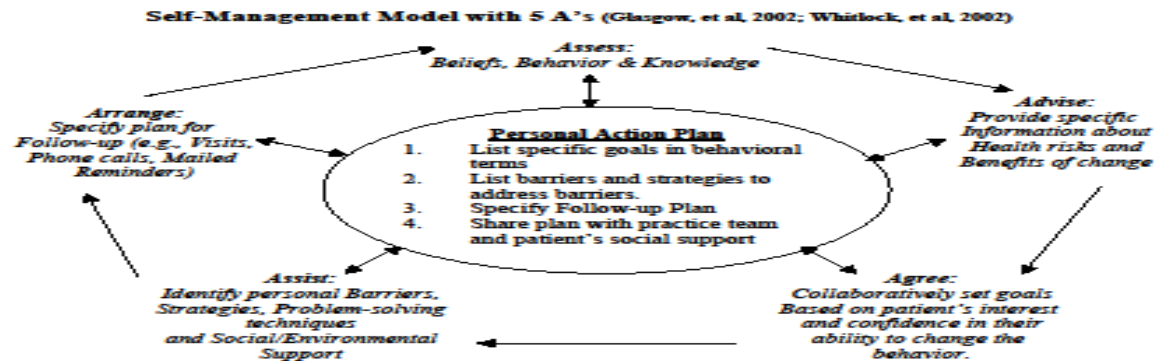 Self-Management Model with 5 A's (Glasgow, et al, 2002; Whitlock, et al, 2002)
Assess:
Beliefs, Behavior & Knowledge
Advise:
Provide specific
Information about
Health risks and
Benefits of change
Agree:
Collaboratively set goals
Based on patient's interest
and confidence in their
ability to change the
behavior.
Assist:
Identify personal Barriers,
Strategies, Problem-solving
techniques
and Social/Environmental
Support
Arrange:
Specify plan for
Follow-up (e.g., Visits,
Phone calls, Mailed
Reminders)
Personal Action Plan
1. List specific goals in behavioral
terms
2. List barriers and strategies to
address barriers.
3. Specify Follow-up Plan
4. Share plan with practice team
and patient's social support